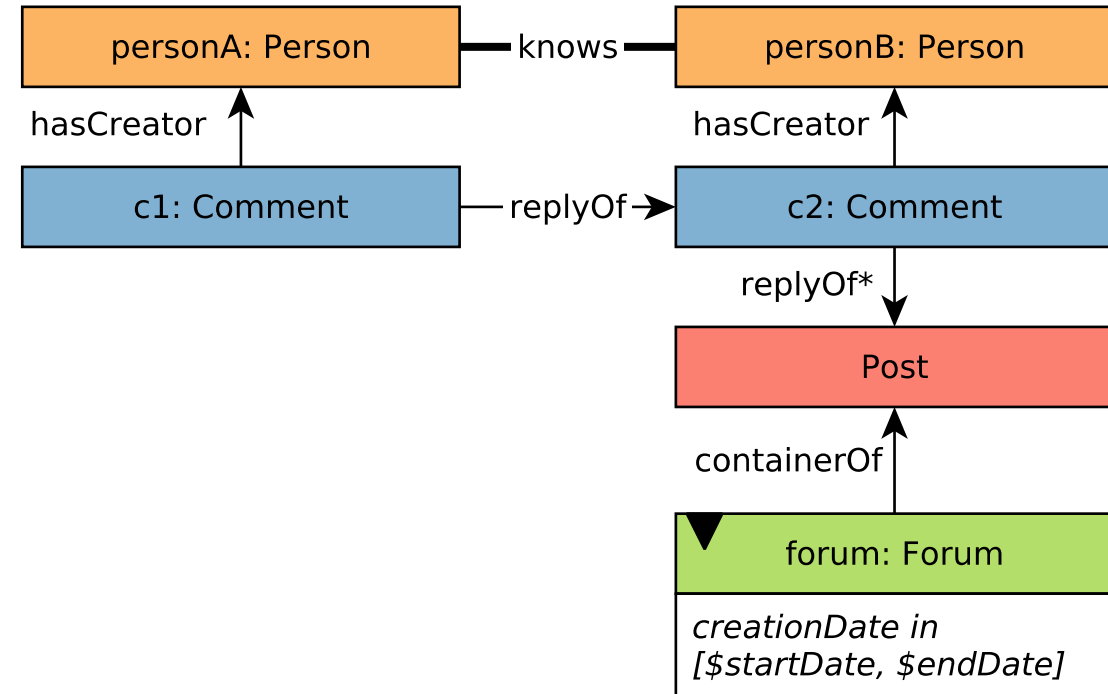 personA: Person
knows
personB: Person
hasCreator
hasCreator
c1: Comment
replyOf
c2: Comment
replyOf*
Post
containerOf
forum: Forum
creationDate in
[$startDate, $endDate]